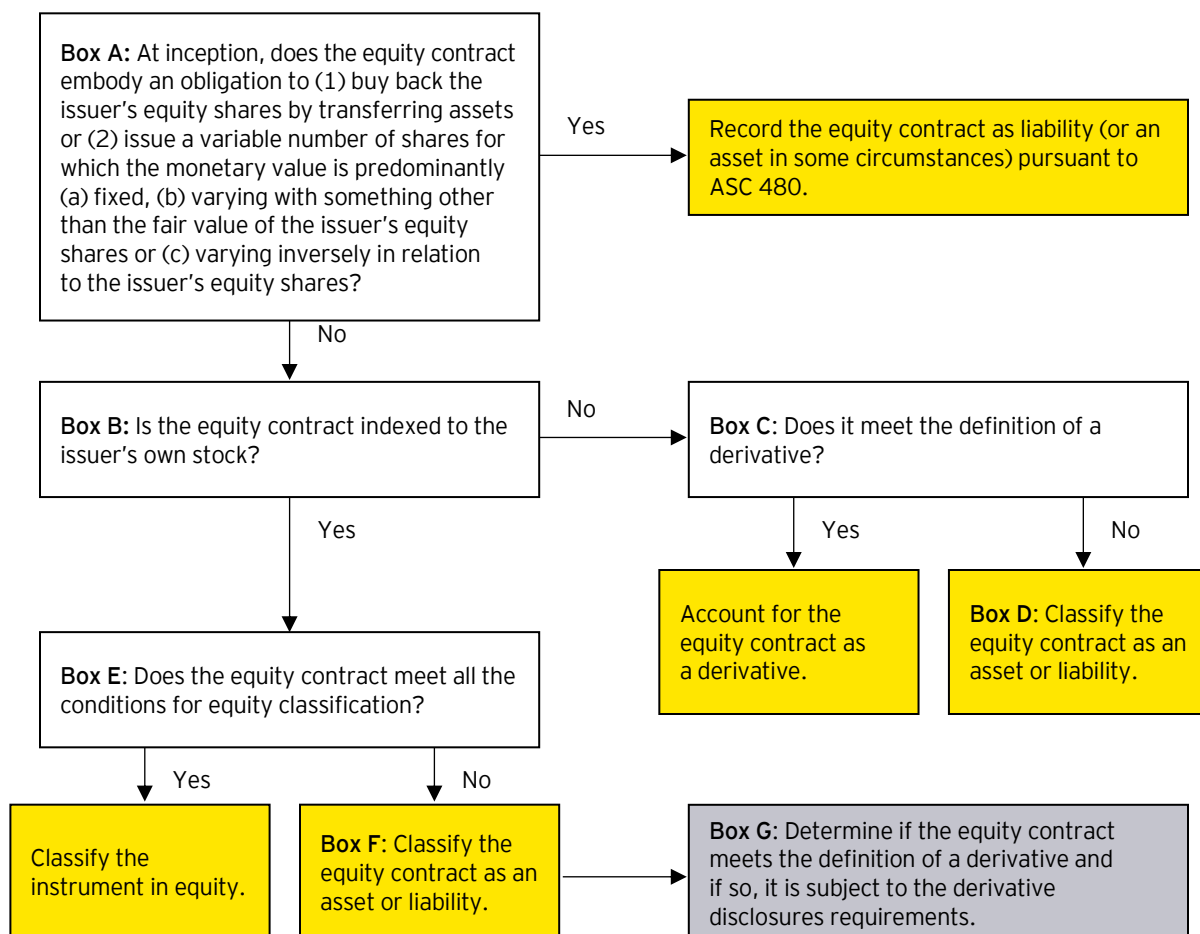 Box A: At inception, does the equity contract
embody an obligation to (1) buy back the
issuer's equity shares by transferring assets
or (2) issue a variable number of shares for
which the monetary value is predominantly
(a) fixed, (b) varying with something other
than the fair value of the issuer's equity
shares or (c) varying inversely in relation
to the issuer's equity shares?
Yes
Record the equity contract as liability (or an
asset in some circumstances) pursuant to
ASC 480.
No
Box B: Is the equity contract indexed to the
issuer's own stock?
No
Box C: Does it meet the definition of a
derivative?
Yes
Yes
No
Account for the
equity contract as
a derivative.
Box D: Classify the
equity contract as an
asset or liability.
Box E: Does the equity contract meet all the
conditions for equity classification?
Yes
No
Classify the
instrument in equity.
Box F: Classify the
equity contract as an
asset or liability.
Box G: Determine if the equity contract
meets the definition of a derivative and
if so, it is subject to the derivative
disclosures requirements.